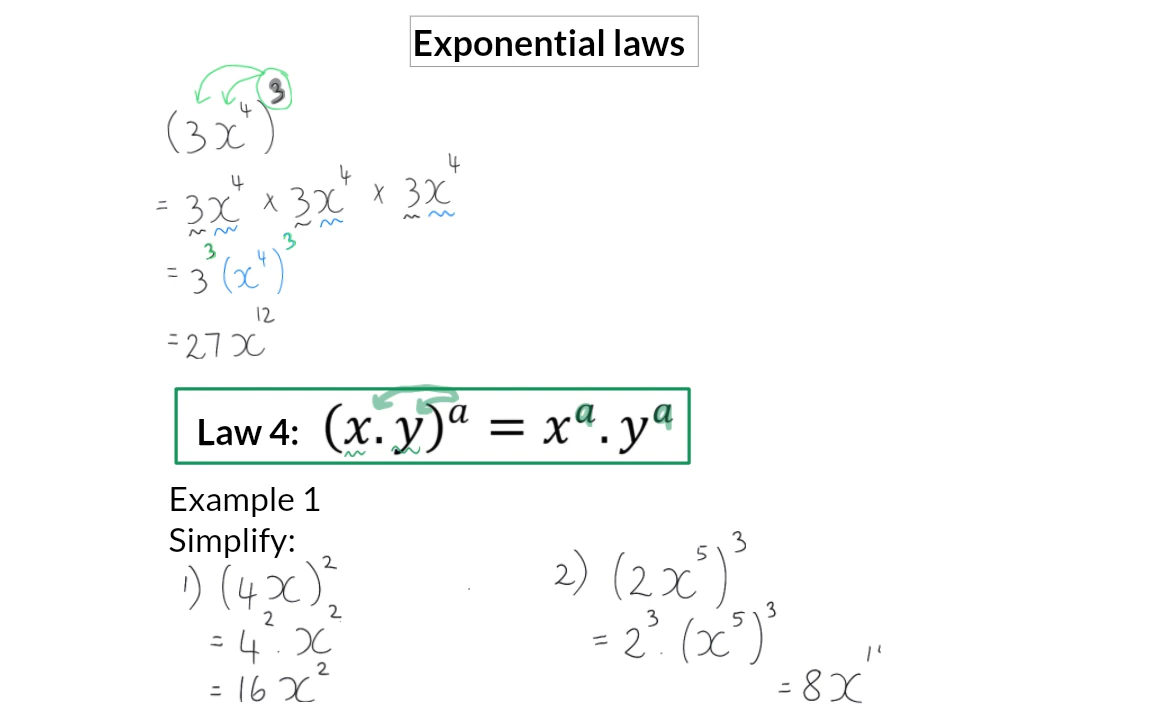 Exponential laws
(3x⁴)³
= 3x⁴ × 3x⁴ × 3x⁴
= 3³(x⁴)³
= 27x¹²
Law 4: (x.y)ᵃ = xᵃ.yᵃ
Example 1
Simplify:
1) (4x)²
= 4² . x²
= 16x²
2) (2x⁵)³
= 2³ . (x⁵)³
= 8x